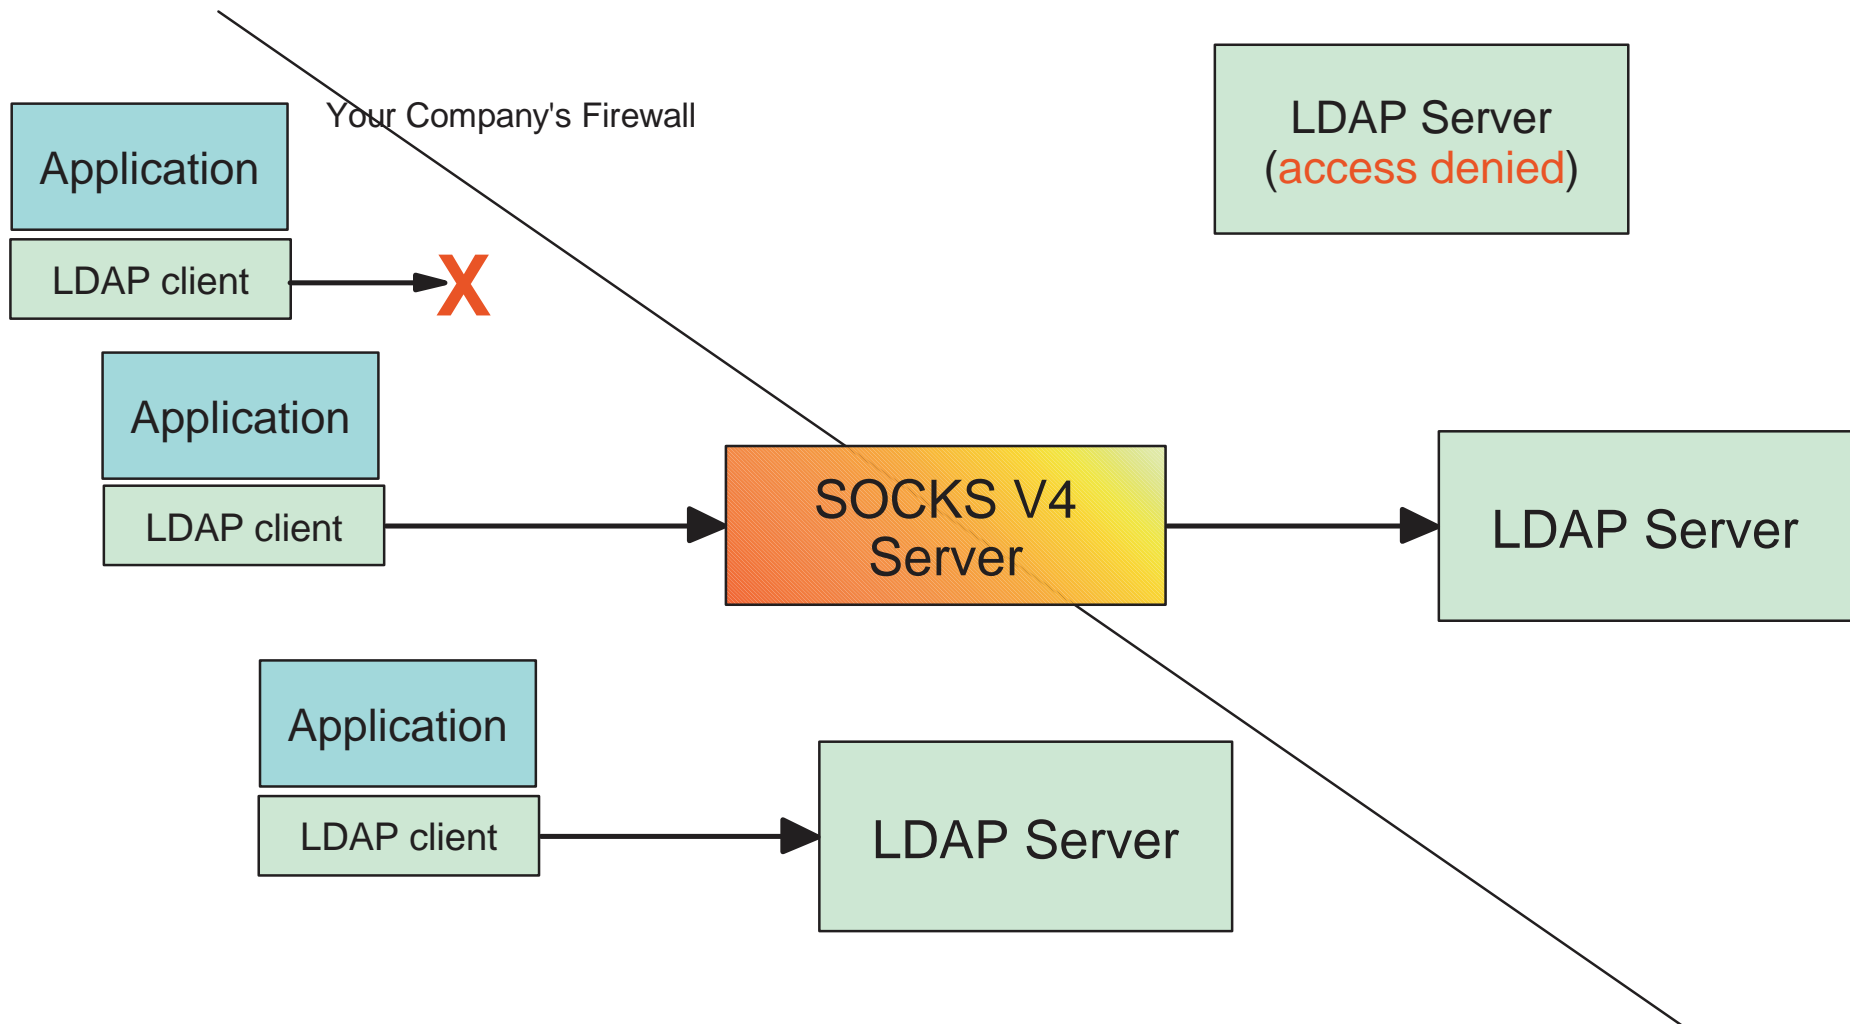 Your Company's Firewall
LDAP Server
(access denied)
Application
LDAP client
X
Application
LDAP client
SOCKS V4
Server
LDAP Server
Application
LDAP client
LDAP Server